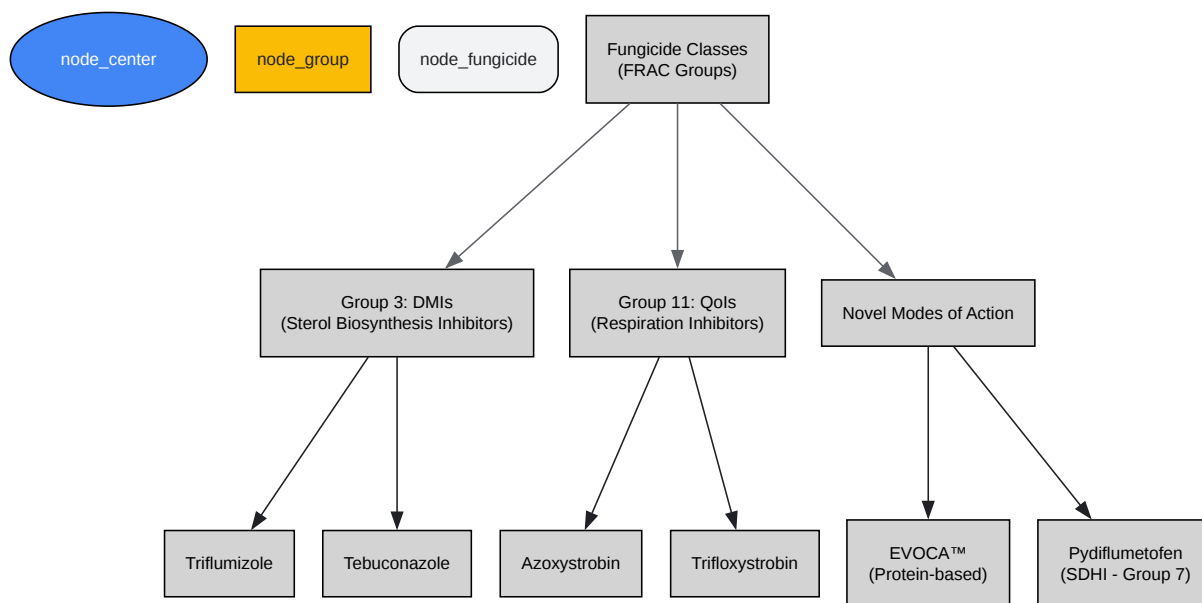 node_center
node_group
node_fungicide
Fungicide Classes
(FRAC Groups)
Group 3: DMIs
(Sterol Biosynthesis Inhibitors)
Group 11: QoIs
(Respiration Inhibitors)
Novel Modes of Action
Triflumizole
Tebuconazole
Azoxystrobin
Trifloxystrobin
EVOCA™
(Protein-based)
Pydiflumetofen
(SDHI - Group 7)